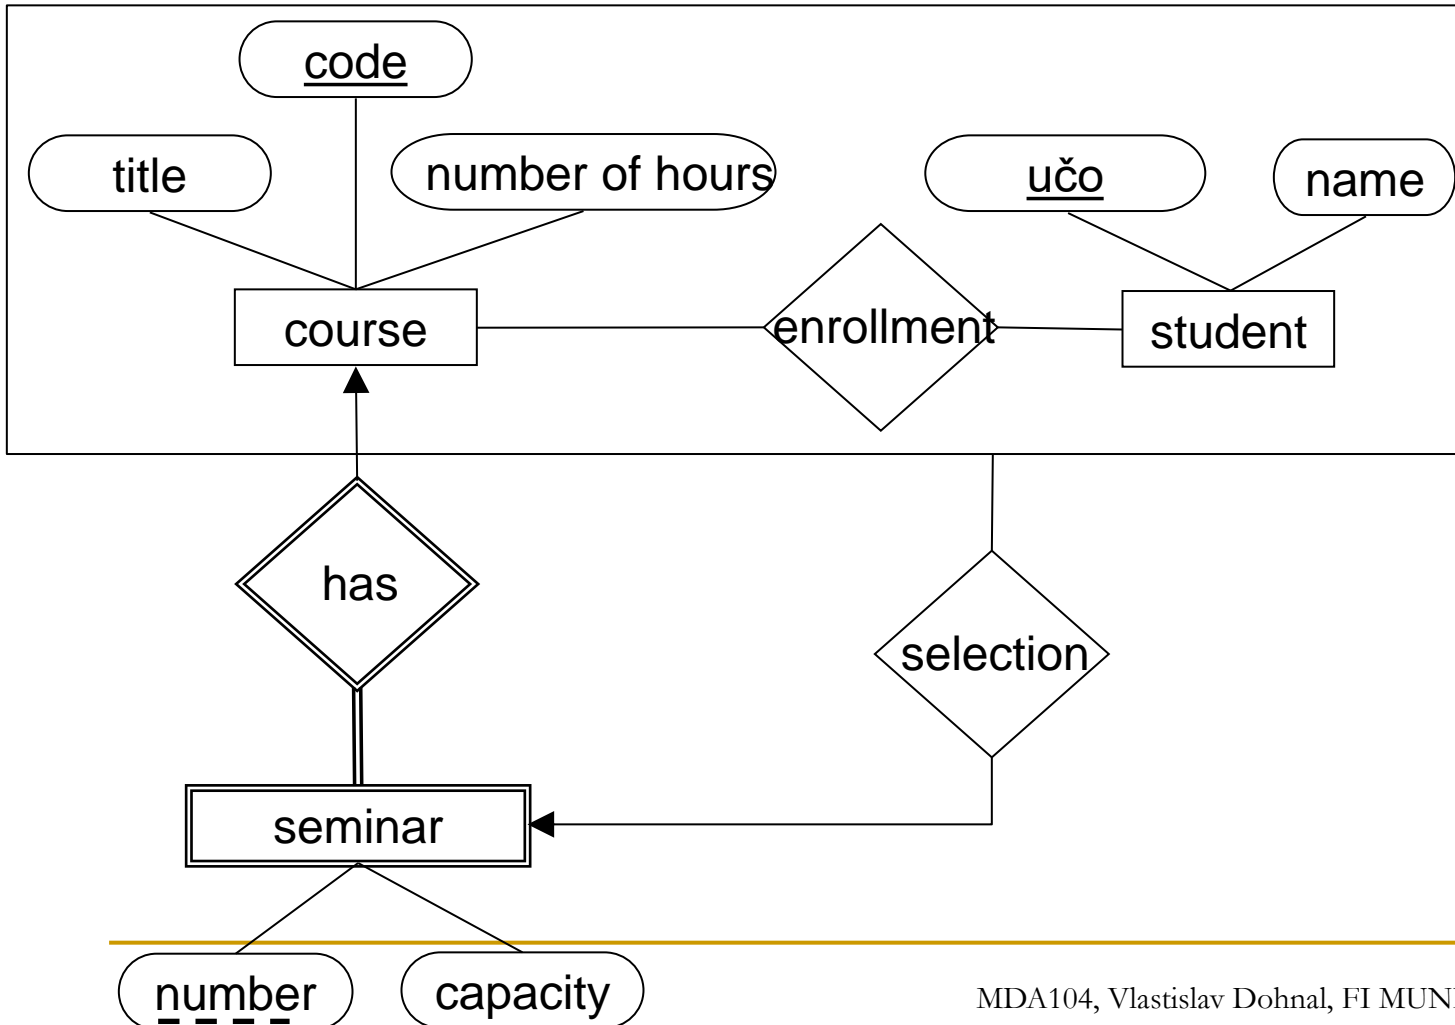 code
title
number of hours
učo
name
course
enrollment
student
has
selection
seminar
number
capacity
MDA104, Vlastislav Dohnal, FI MUNI